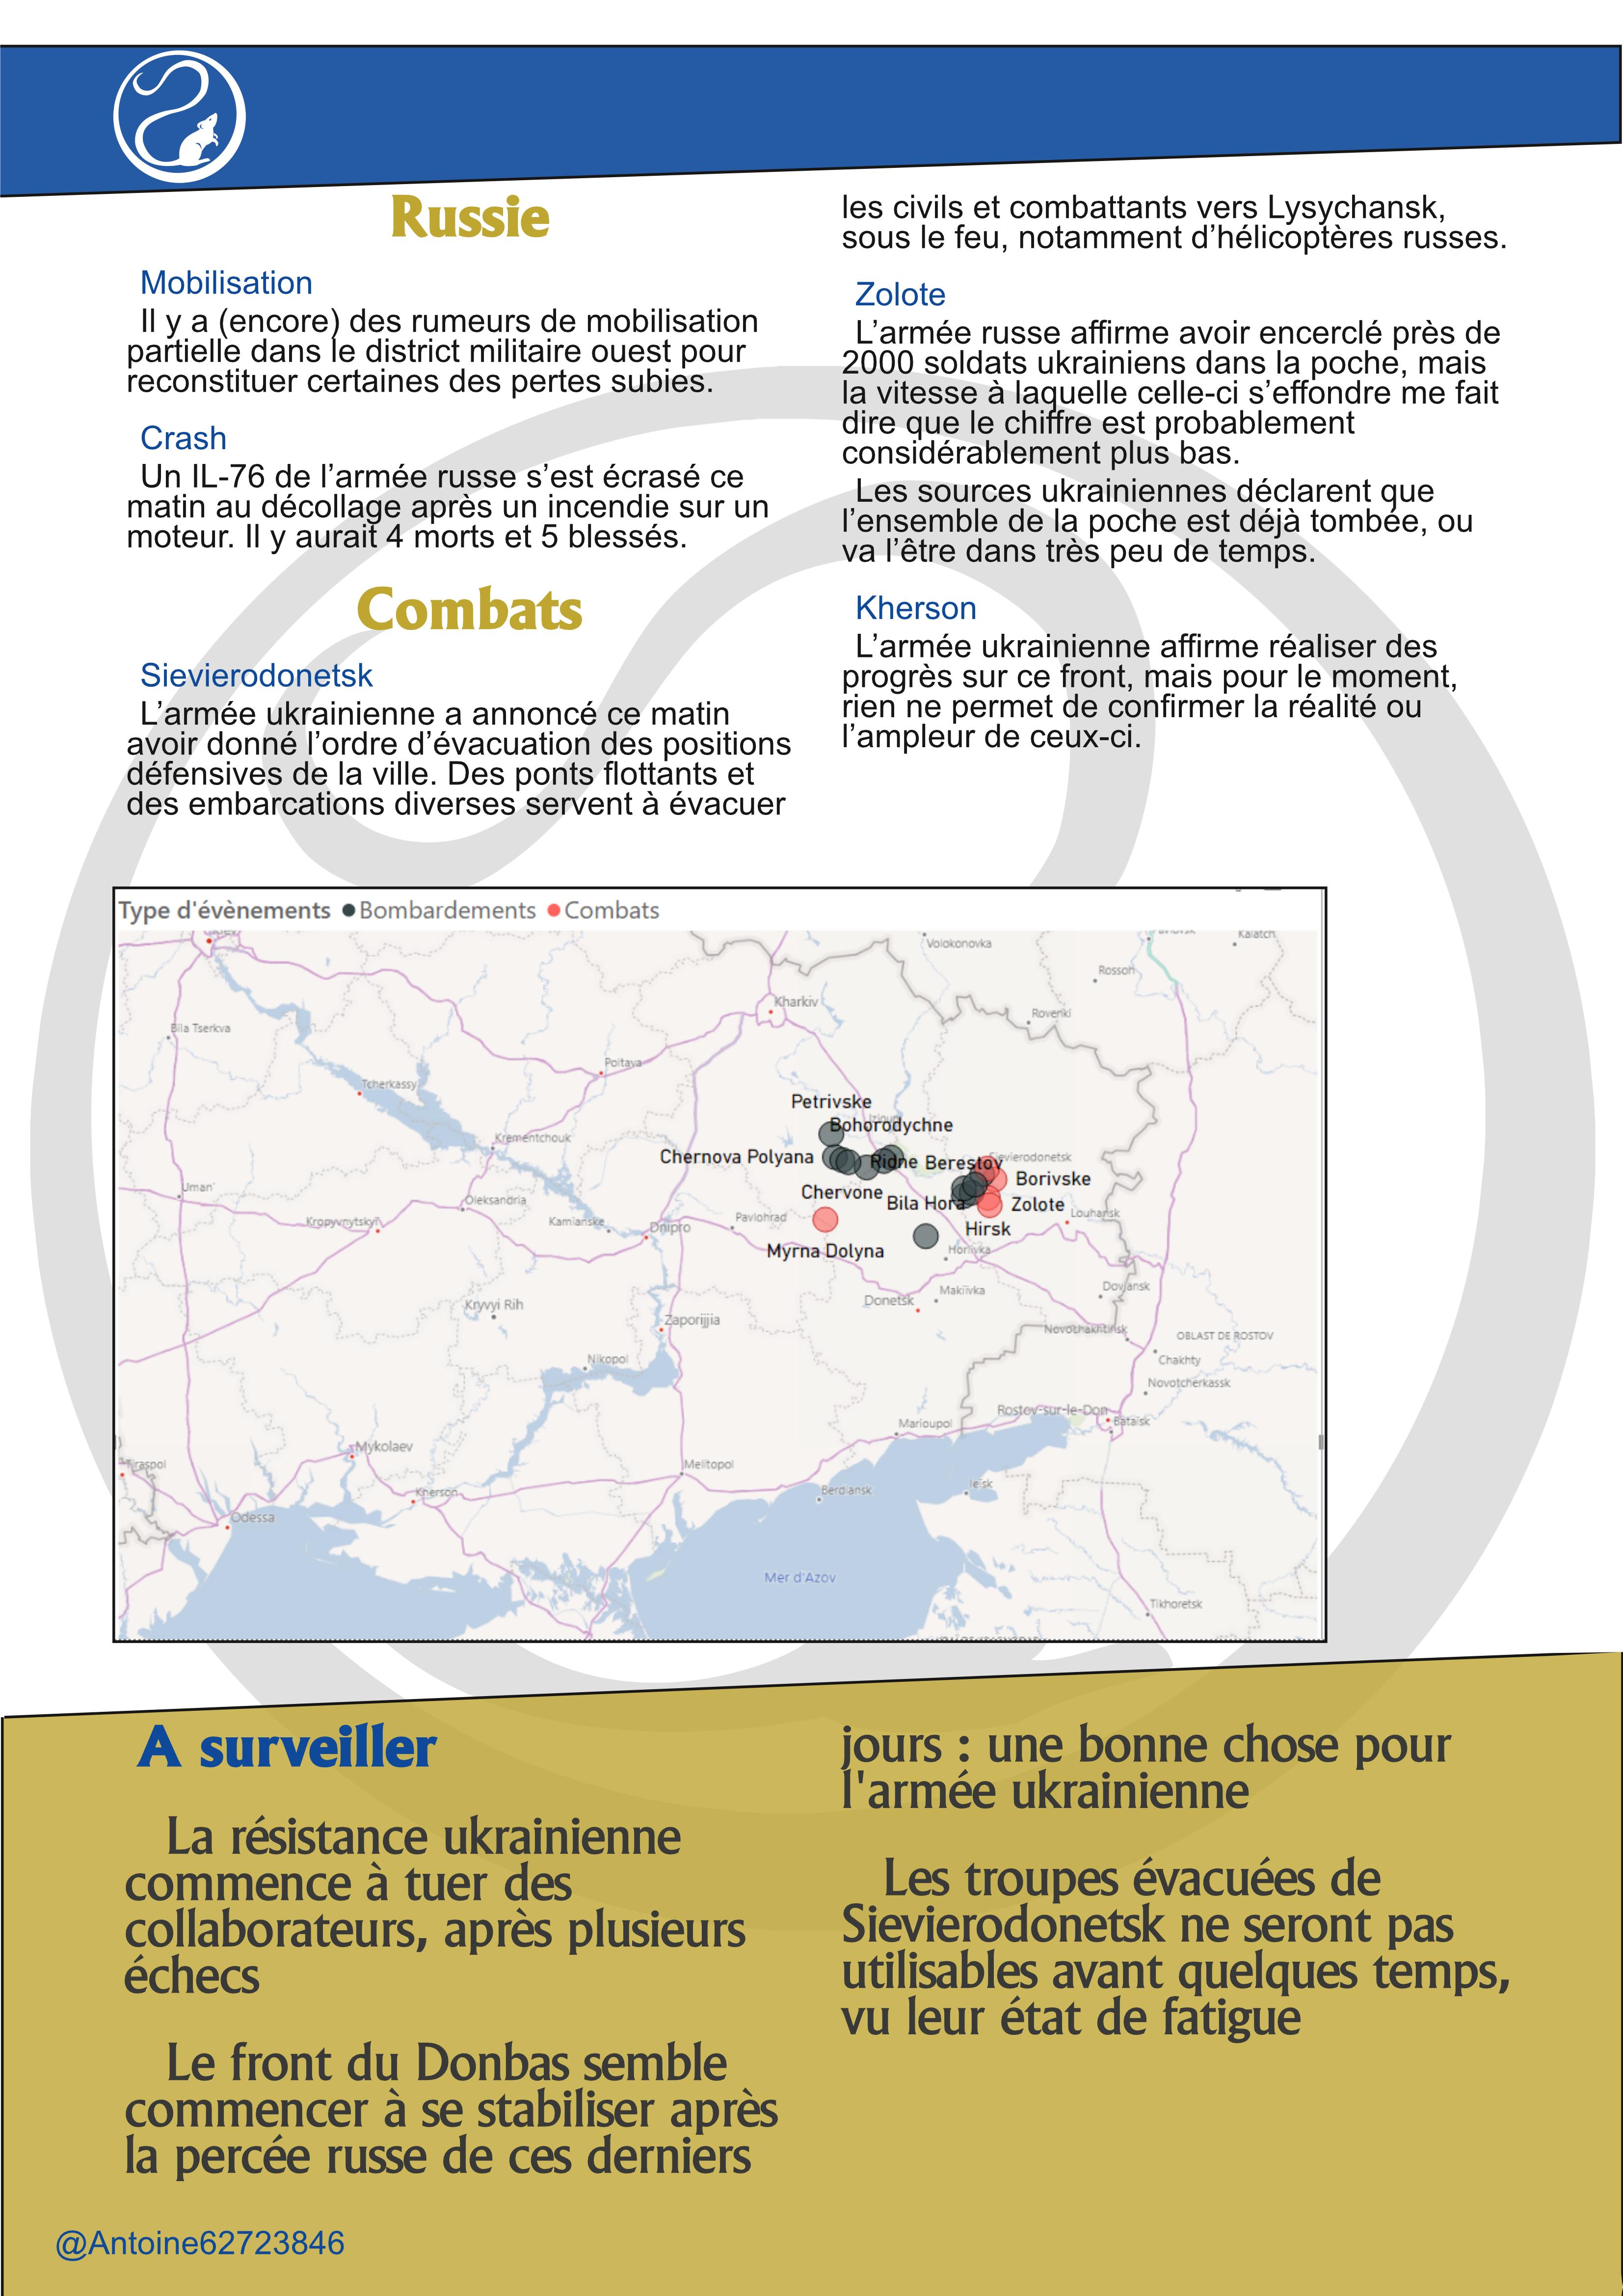 Russie
Mobilisation
Il y a (encore) des rumeurs de mobilisation
partielle dans le district militaire ouest pour
reconstituer certaines des pertes subies.
Crash
Un IL-76 de l’armée russe s’est écrasé ce
matin au décollage après un incendie sur un
moteur. Il y aurait 4 morts et 5 blessés.
Combats
Sievierodonetsk
L’armée ukrainienne a annoncé ce matin
avoir donné l’ordre d’évacuation des positions
défensives de la ville. Des ponts flottants et
des embarcations diverses servent à évacuer
les civils et combattants vers Lysychansk,
sous le feu, notamment d’hélicoptères russes.
Zolote
L’armée russe affirme avoir encerclé près de
2000 soldats ukrainiens dans la poche, mais
la vitesse à laquelle celle-ci s’effondre me fait
dire que le chiffre est probablement
considérablement plus bas.
Les sources ukrainiennes déclarent que
l’ensemble de la poche est déjà tombée, ou
va l’être dans très peu de temps.
Kherson
L’armée ukrainienne affirme réaliser des
progrès sur ce front, mais pour le moment,
rien ne permet de confirmer la réalité ou
l’ampleur de ceux-ci.
Type d'évènements Bombardements Combats
Volokonovka
Kalatch
Rossoh
Kharkiv
Rovenki
Bila Tserkva
Poltava
Tcherkassy
Petrivske
Bohorodychne
Krementchouk
Chernova Polyana
Ridne
Berestov
Sievierodonetsk
Borivske
Uman'
Chervone
Bila Hora
Zolote
Oleksandria
Louhansk
Kropyvnytskyï
Kamianske
Dnipro
Pavlohrad
Hirsk
Myrna Dolyna
Horlivka
Makiïvka
Dovjansk
Donetsk
Kryvyi Rih
Zaporijjia
Novochakhtinsk
OBLAST DE ROSTOV
Nikopol
Chakhty
Novotcherkassk
Rostov-sur-le-Don
Marioupol
Bataïsk
Mykolaev
Tiraspol
Melitopol
Berdiansk
Ieïsk
Kherson
Odessa
Mer d'Azov
Tikhoretsk
A surveiller
La résistance ukrainienne
commence à tuer des
collaborateurs, après plusieurs
échecs
Le front du Donbas semble
commencer à se stabiliser après
la percée russe de ces derniers
jours : une bonne chose pour
l'armée ukrainienne
Les troupes évacuées de
Sievierodonetsk ne seront pas
utilisables avant quelques temps,
vu leur état de fatigue
@Antoine62723846